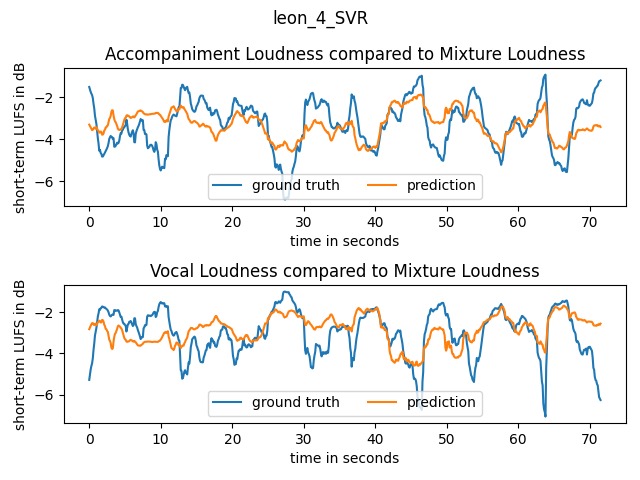 leon_4_SVR
Accompaniment Loudness compared to Mixture Loudness
short-term LUFS in dB
−2
−4
−6
ground truth
prediction
0 10 20 30 40 50 60 70
time in seconds
Vocal Loudness compared to Mixture Loudness
short-term LUFS in dB
−2
−4
−6
ground truth
prediction
0 10 20 30 40 50 60 70
time in seconds